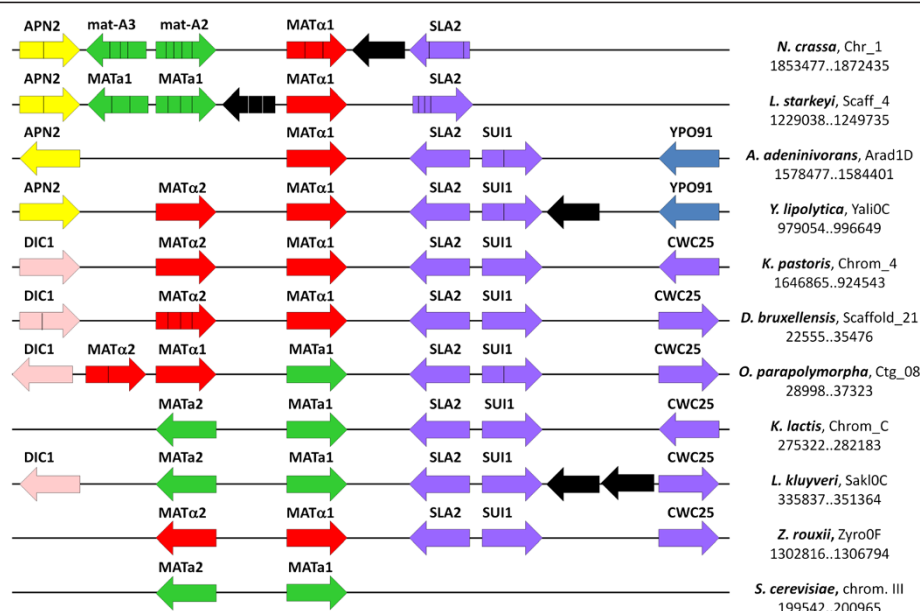 APN2 mat-A3 mat-A2 MATα1 SLA2
N. crassa, Chr_1
1853477..1872435
APN2 MATa1 MATa1 MATα1 SLA2
L. starkeyi, Scaff_4
1229038..1249735
APN2 MATα1 SLA2 SUI1 YPO91
A. adeninivorans, Arad1D
1578477..1584401
APN2 MATα2 MATα1 SLA2 SUI1 YPO91
Y. lipolytica, Yali0C
979054..996649
DIC1 MATα2 MATα1 SLA2 SUI1 CWC25
K. pastoris, Chrom_4
1646865..924543
DIC1 MATα2 MATα1 SLA2 SUI1 CWC25
D. bruxellensis, Scaffold_21
22555..35476
DIC1 MATα2 MATα1 MATa1 SLA2 SUI1 CWC25
O. parapolymorpha, Ctg_08
28998..37323
MATa2 MATa1 SLA2 SUI1 CWC25
K. lactis, Chrom_C
275322..282183
DIC1 MATa2 MATa1 SLA2 SUI1 CWC25
L. kluyveri, Sakl0C
335837..351364
MATα2 MATα1 SLA2 SUI1 CWC25
Z. rouxii, Zyro0F
1302816..1306794
MATa2 MATa1
S. cerevisiae, chrom. III
199542..200965